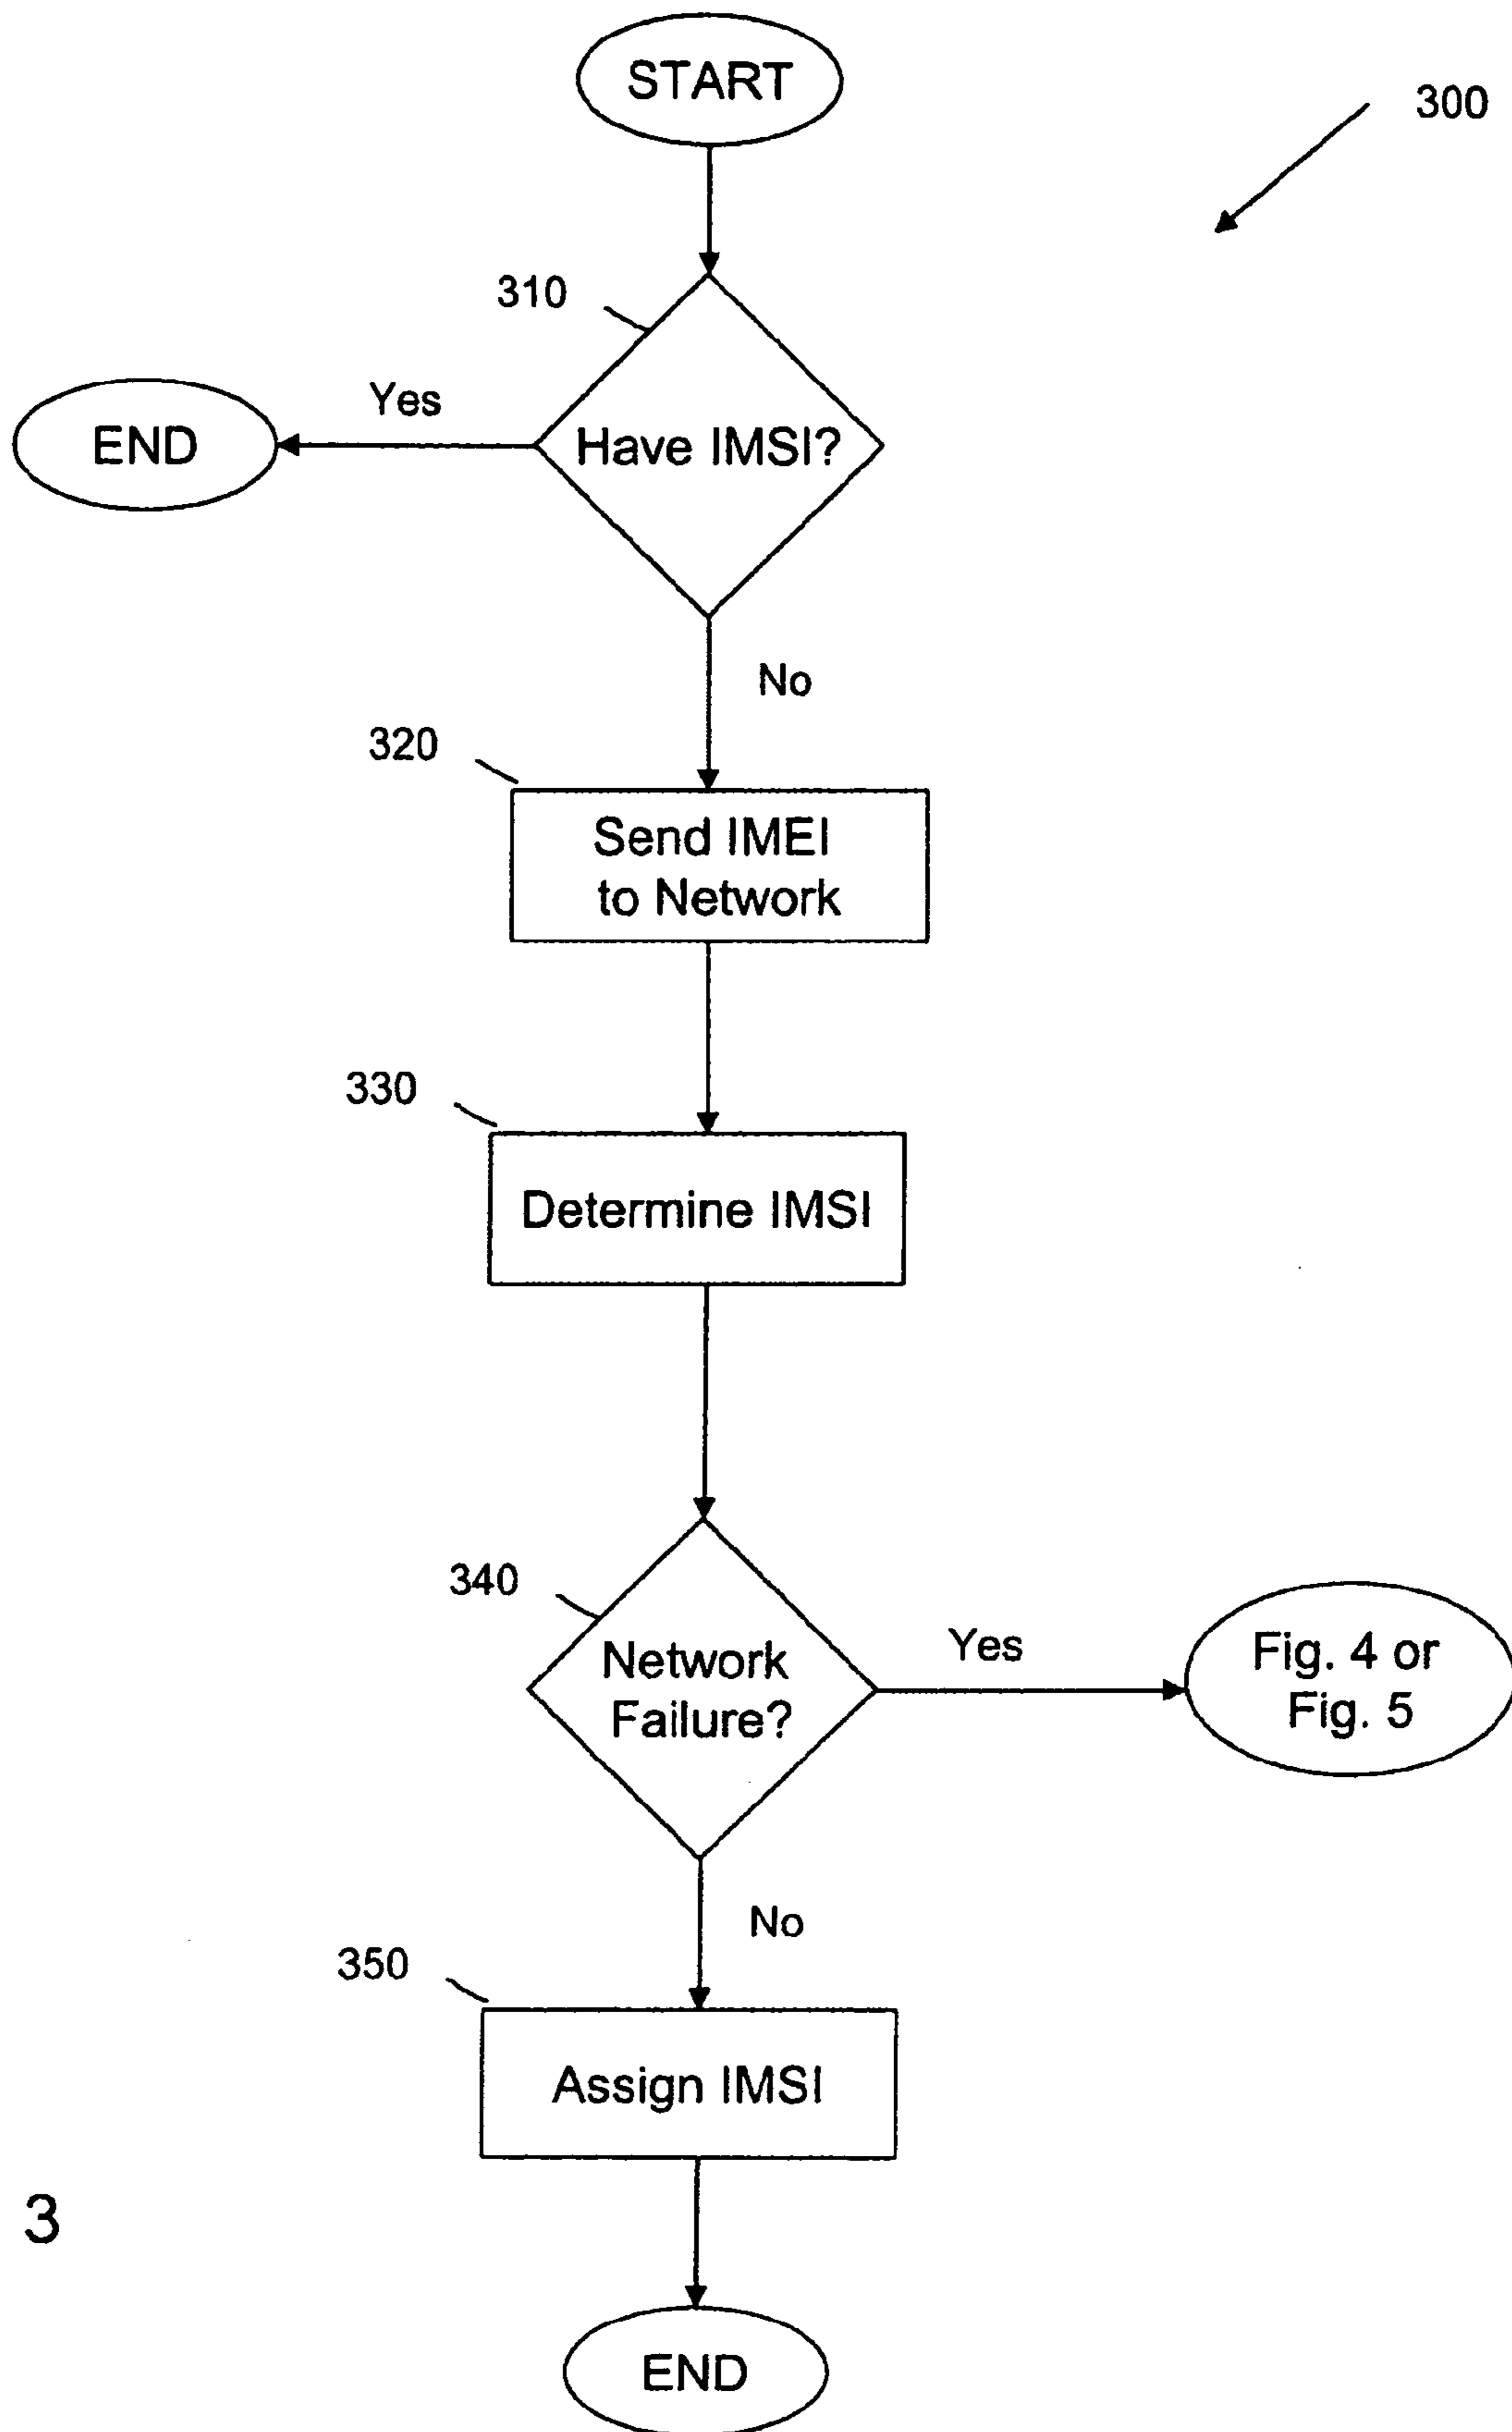 START
300
310
Yes
END
Have IMSI?
No
320
Send IMEI
to Network
330
Determine IMSI
340
Network
Failure?
Yes
Fig. 4 or
Fig. 5
No
350
Assign IMSI
3
END